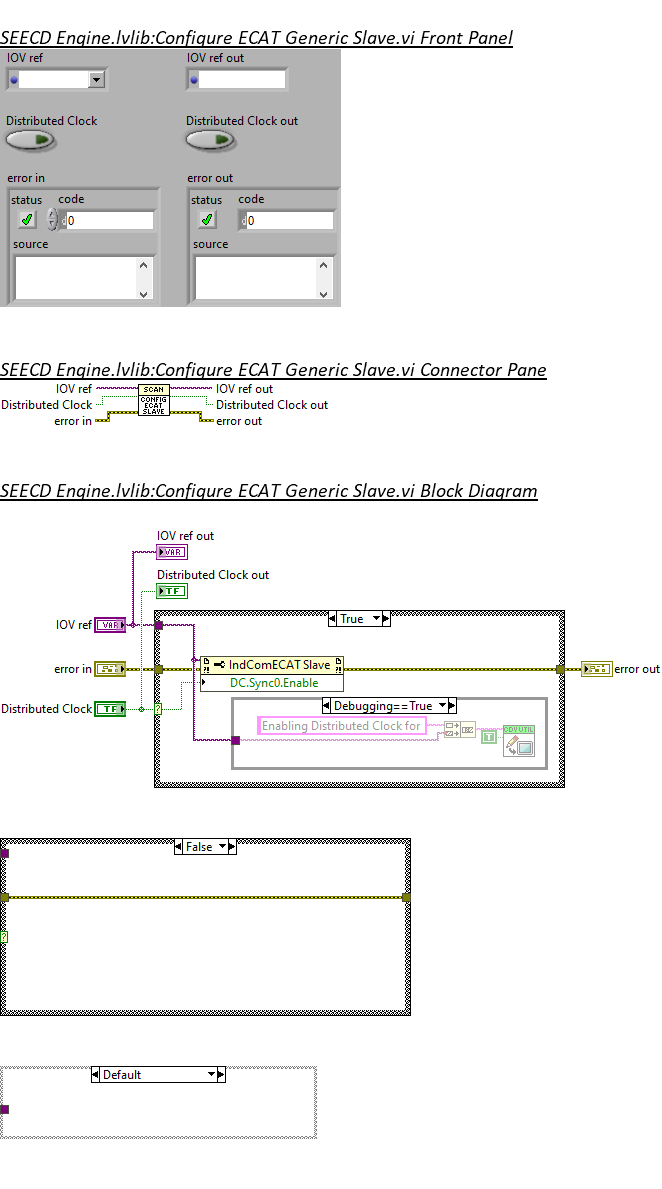 SEECD Engine.lvlib:Configure ECAT Generic Slave.vi Front Panel
IOV ref IOV ref out
Distributed Clock Distributed Clock out
error in error out
status code status code
0 0
source source
SEECD Engine.lvlib:Configure ECAT Generic Slave.vi Connector Pane
IOV ref SCAN IOV ref out
Distributed Clock CONFIG Distributed Clock out
ECAT
error in SLAVE error out
SEECD Engine.lvlib:Configure ECAT Generic Slave.vi Block Diagram
IOV ref out
VAR
Distributed Clock out
TF
True
IOV ref VAR
error in IndComECAT Slave error out
DC.Sync0.Enable
Distributed Clock TF ?
Debugging==True
Enabling Distributed Clock for
T
False
?
Default